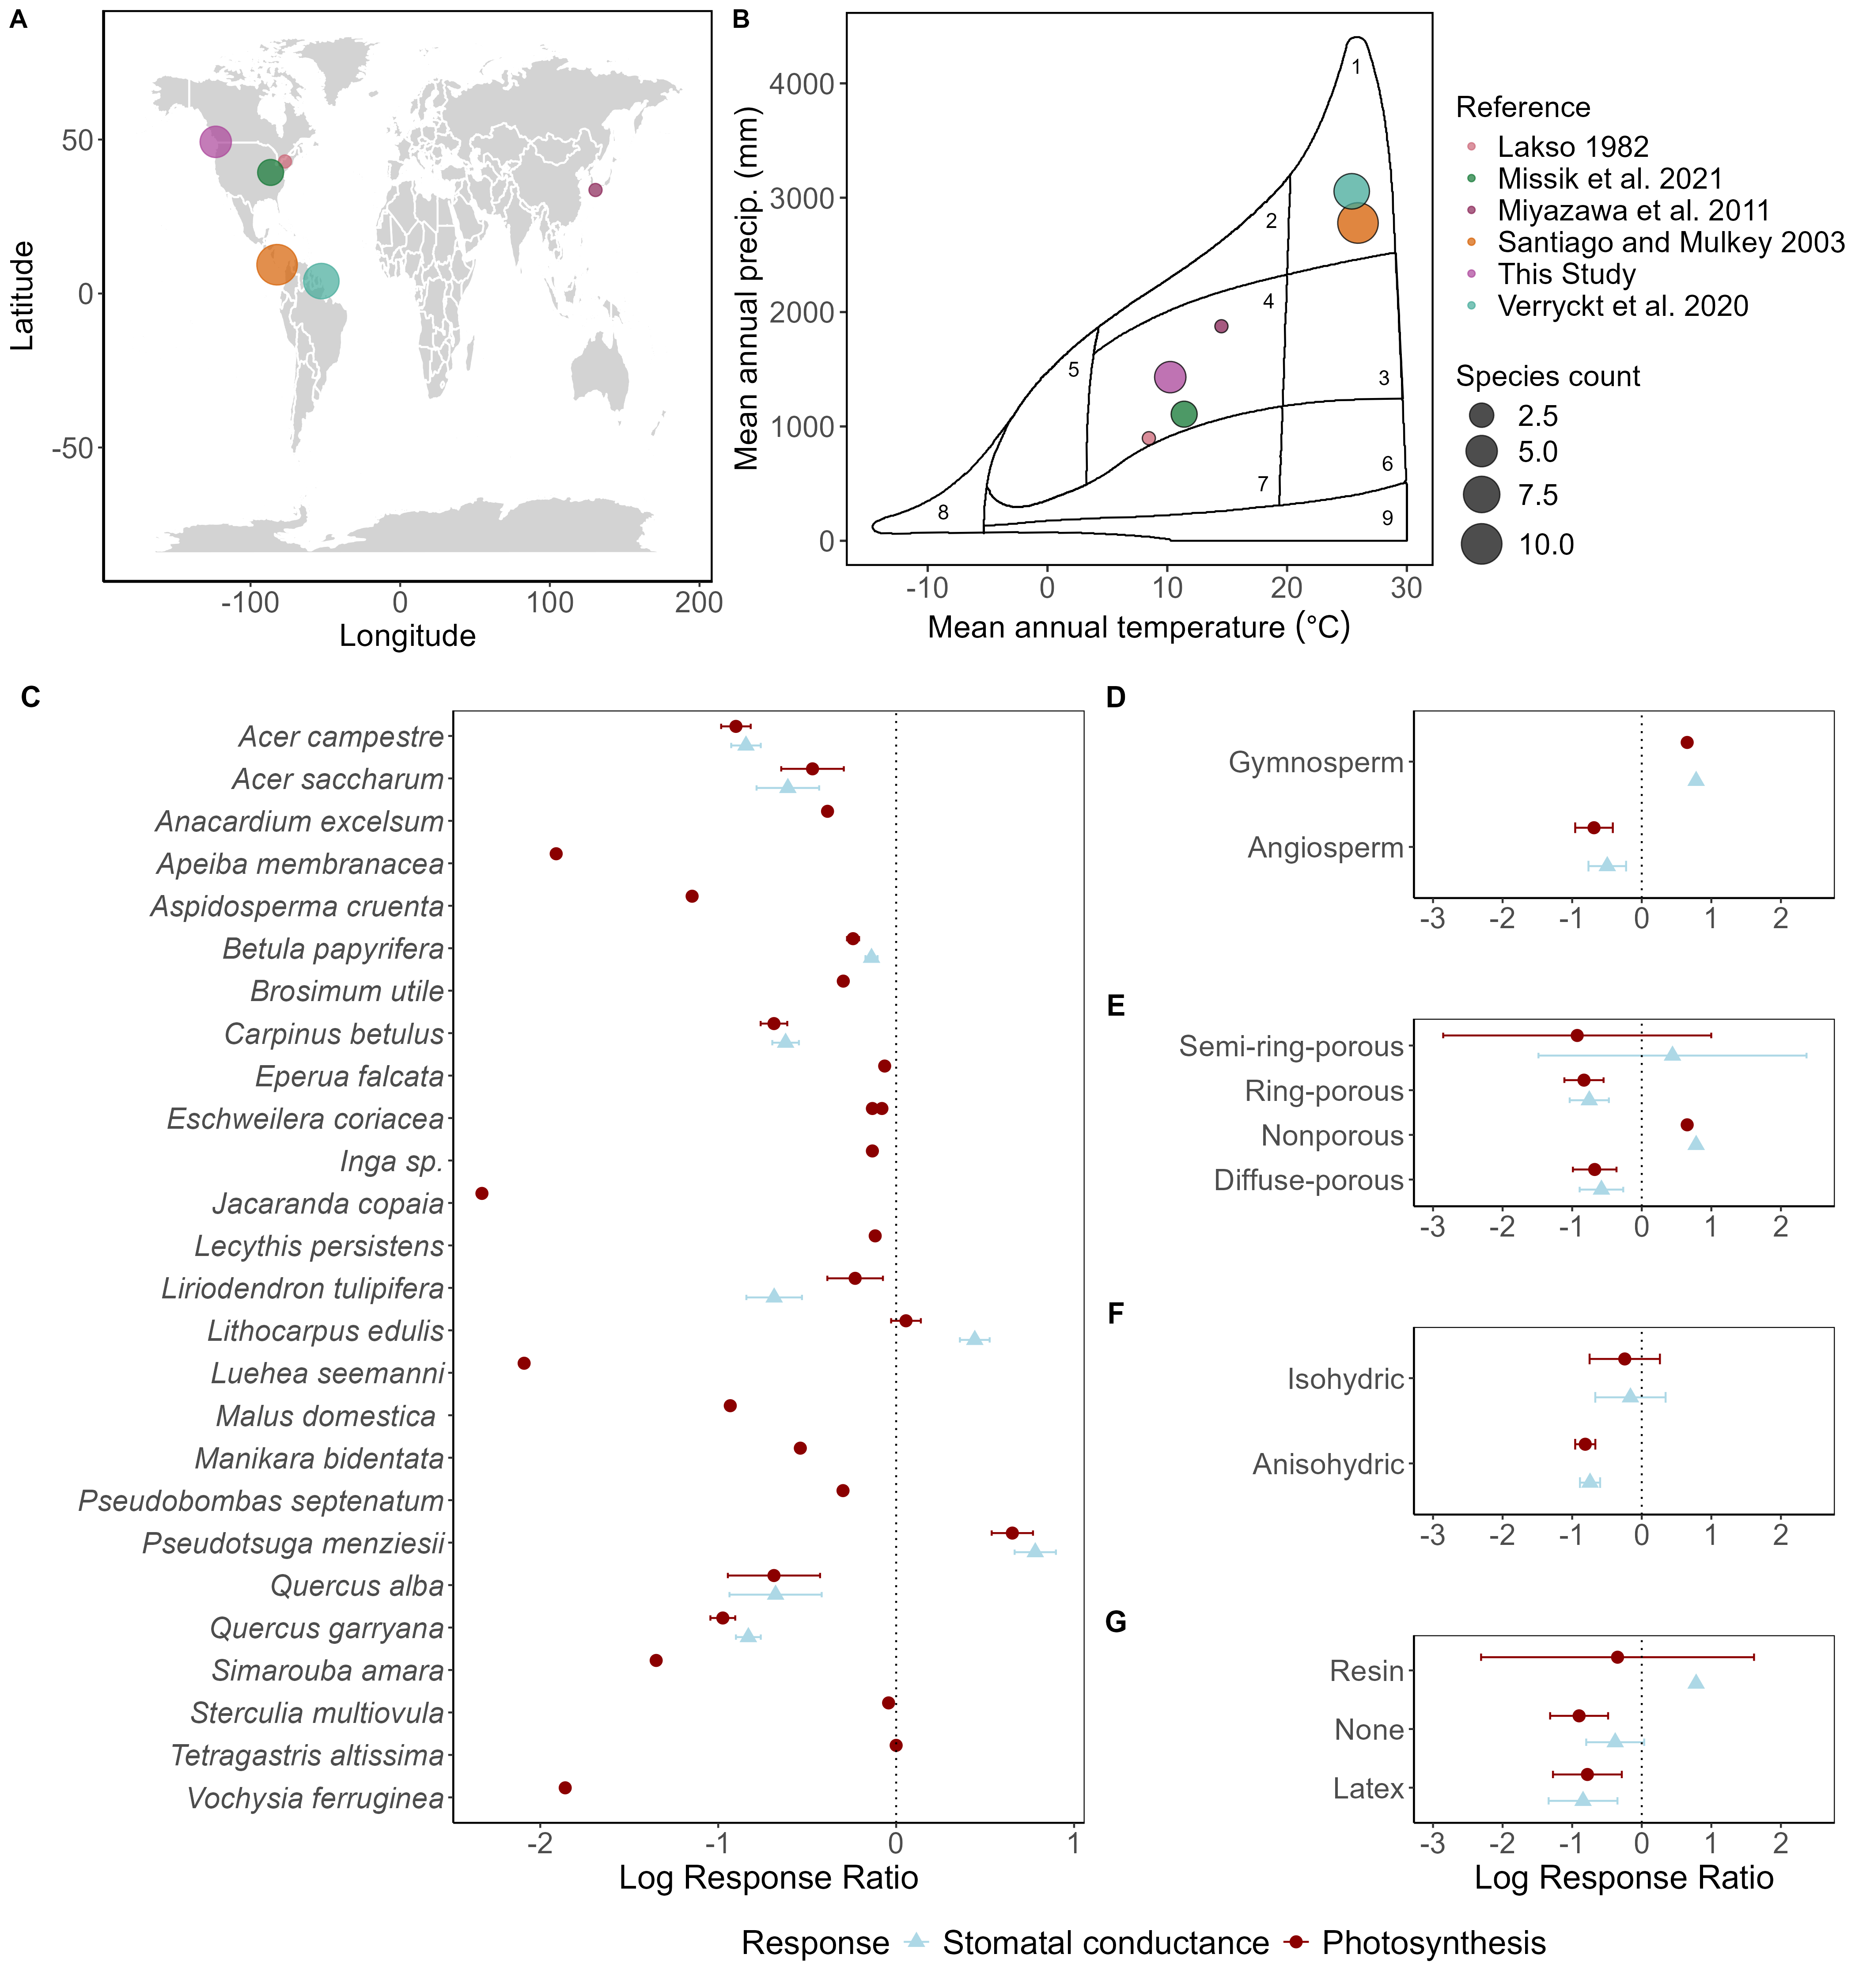 A
50
0
-50
Latitude
-100
0
100
200
Longitude
B
4000
3000
2000
1000
0
Mean annual precip. (mm)
1
2
4
5
3
6
7
8
9
-10
0
10
20
30
Mean annual temperature (°C)
Reference
Lakso 1982
Missik et al. 2021
Miyazawa et al. 2011
Santiago and Mulkey 2003
This Study
Verryckt et al. 2020
Species count
2.5
5.0
7.5
10.0
C
Acer campestre
Acer saccharum
Anacardium excelsum
Apeiba membranacea
Aspidosperma cruenta
Betula papyrifera
Brosimum utile
Carpinus betulus
Eperua falcata
Eschweilera coriacea
Inga sp.
Jacaranda copaia
Lecythis persistens
Liriodendron tulipifera
Lithocarpus edulis
Luehea seemanni
Malus domestica
Manikara bidentata
Pseudobombas septenatum
Pseudotsuga menziesii
Quercus alba
Quercus garryana
Simarouba amara
Sterculia multiovula
Tetragastris altissima
Vochysia ferruginea
-2
-1
0
1
Log Response Ratio
D
Gymnosperm
Angiosperm
-3
-2
-1
0
1
2
E
Semi-ring-porous
Ring-porous
Nonporous
Diffuse-porous
-3
-2
-1
0
1
2
F
Isohydric
Anisohydric
-3
-2
-1
0
1
2
G
Resin
None
Latex
-3
-2
-1
0
1
2
Log Response Ratio
Response
Stomatal conductance
Photosynthesis